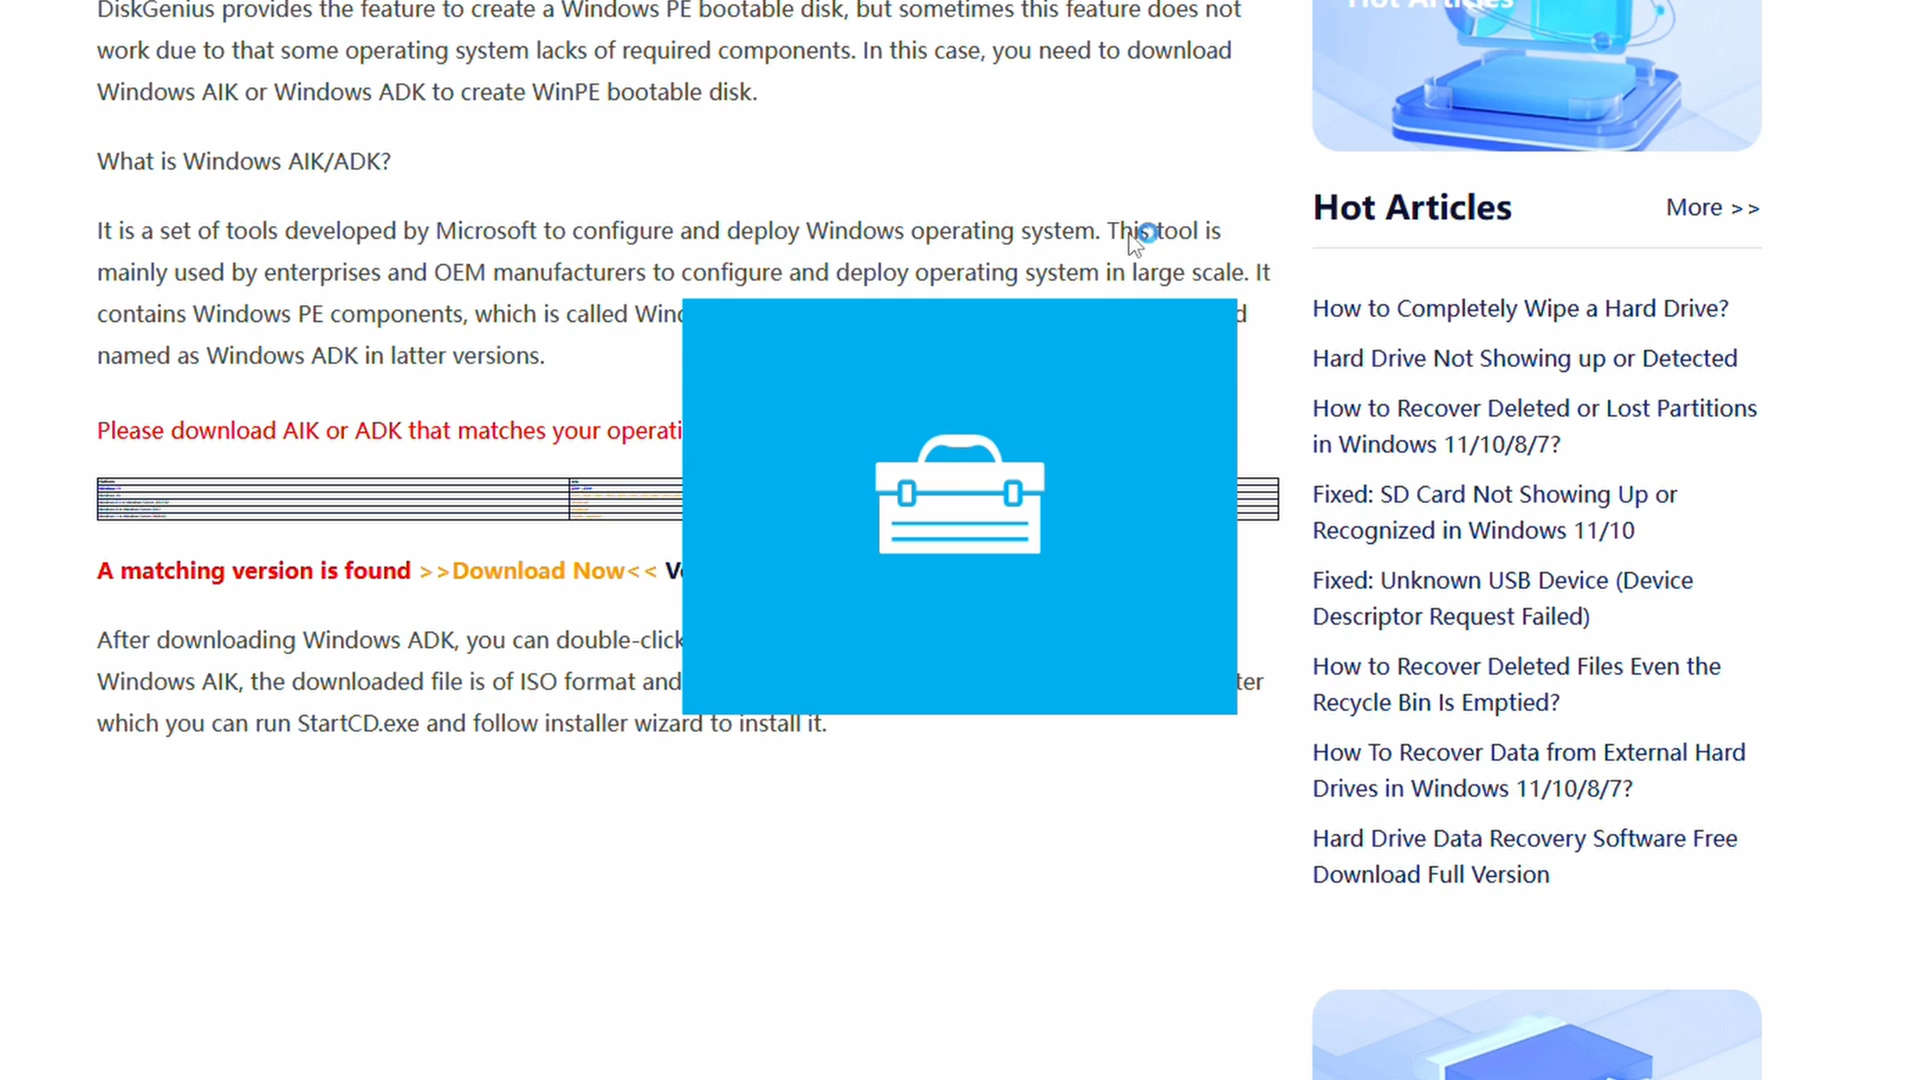 DiskGenius provides the feature to create a Windows PE bootable disk, but sometimes this feature does not
work due to that some operating system lacks of required components. In this case, you need to download
Windows AIK or Windows ADK to create WinPE bootable disk.
What is Windows AIK/ADK?
It is a set of tools developed by Microsoft to configure and deploy Windows operating system. This tool is
mainly used by enterprises and OEM manufacturers to configure and deploy operating system in large scale. It
contains Windows PE components, which is called
named as Windows ADK in latter versions.
Please download AIK or ADK that matches your
A matching version is found >>Download Now<<
After downloading Windows ADK, you can double-click
Windows AIK, the downloaded file is of ISO format and
which you can run StartCD.exe and follow installer wizard to install it.
Hot Articles
Hot Articles
More >>
How to Completely Wipe a Hard Drive?
Hard Drive Not Showing up or Detected
How to Recover Deleted or Lost Partitions
in Windows 11/10/8/7?
Fixed: SD Card Not Showing Up or
Recognized in Windows 11/10
Fixed: Unknown USB Device (Device
Descriptor Request Failed)
How to Recover Deleted Files Even the
Recycle Bin Is Emptied?
How To Recover Data from External Hard
Drives in Windows 11/10/8/7?
Hard Drive Data Recovery Software Free
Download Full Version